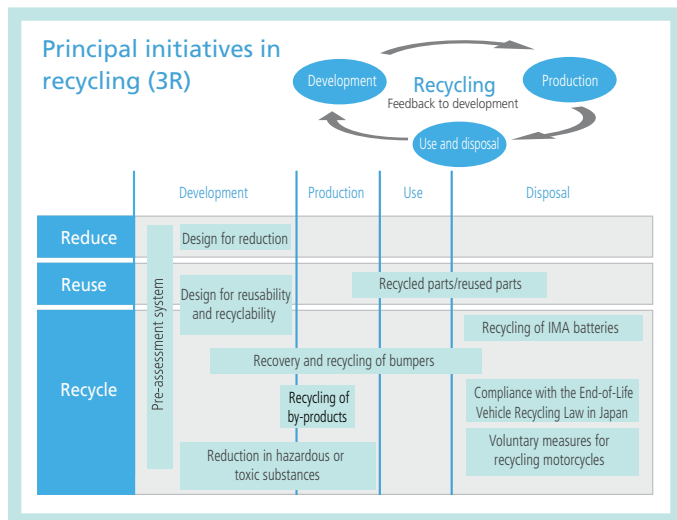 Principal initiatives in
recycling (3R)
Development
Recycling
Feedback to development
Production
Use and disposal
Development
Production
Use
Disposal
Reduce
Design for reduction
Pre-assessment system
Reuse
Design for reusability
and recyclability
Recycled parts/reused parts
Recycle
Recycling of IMA batteries
Recovery and recycling of bumpers
Recycling of
by-products
Compliance with the End-of-Life
Vehicle Recycling Law in Japan
Reduction in hazardous or
toxic substances
Voluntary measures for
recycling motorcycles